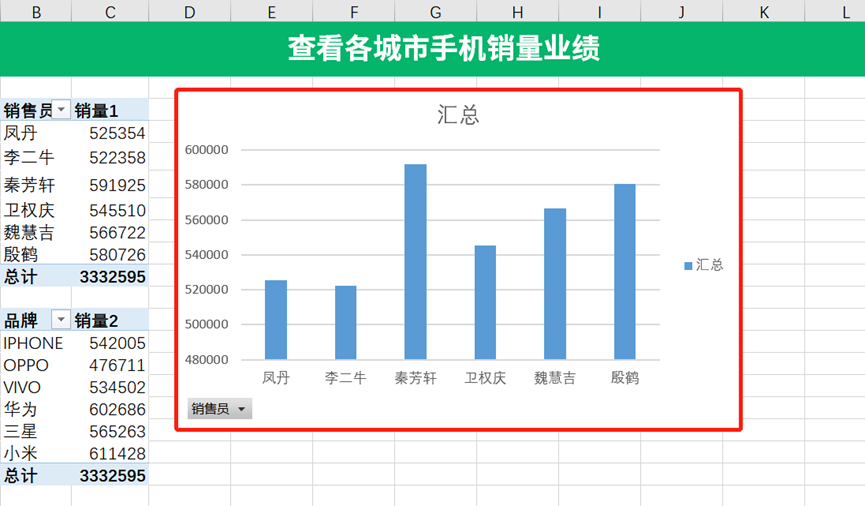 B C D E F G H I J K L
查看各城市手机销量业绩
销售员 销量1
凤丹 525354
李二牛 522358
秦芳轩 591925
卫权庆 545510
魏慧吉 566722
殷鹤 580726
总计 3332595
品牌 销量2
IPHONE 542005
OPPO 476711
VIVO 534502
华为 602686
三星 565263
小米 611428
总计 3332595
汇总
600000
580000
560000
540000
520000
500000
480000
凤丹 李二牛 秦芳轩 卫权庆 魏慧吉 殷鹤
汇总
销售员